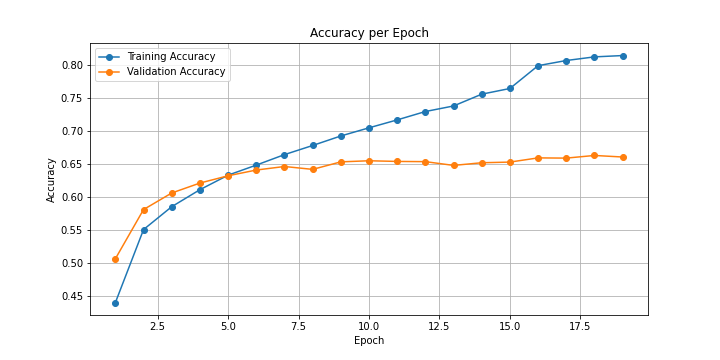 Accuracy per Epoch
Training Accuracy
Validation Accuracy
0.80
0.75
0.70
0.65
0.60
0.55
0.50
0.45
Accuracy
2.5 5.0 7.5 10.0 12.5 15.0 17.5
Epoch